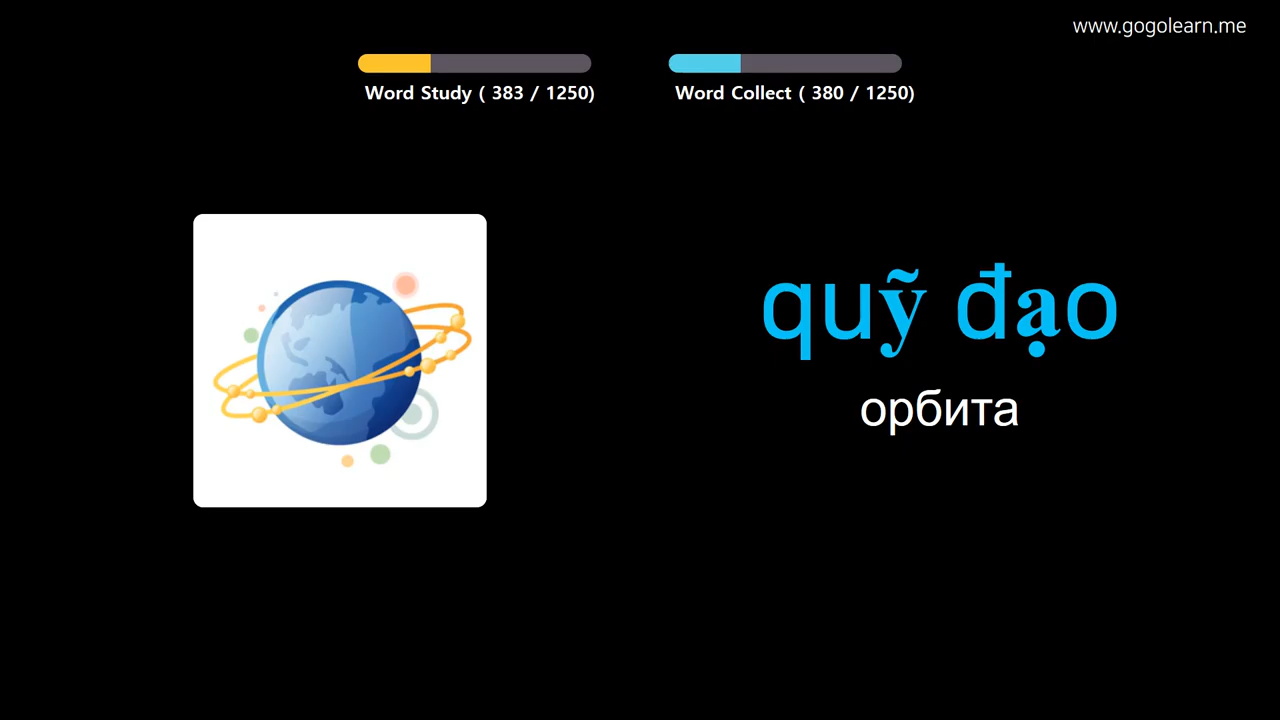 www.gogolearn.me
Word Study ( 383 / 1250)
Word Collect ( 380 / 1250)
quỹ đạo
орбита